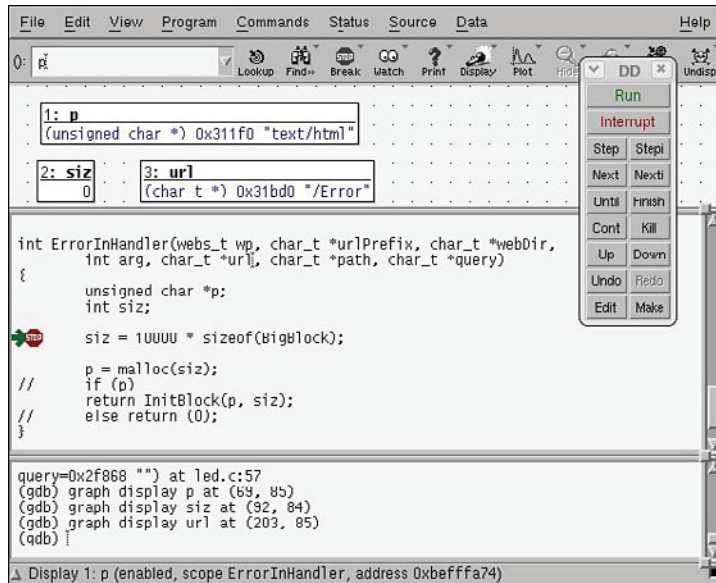 File Edit View Program Commands Status Source Data Help
(): p
Lookup Find» Break Watch Print Display Plot Hide Undisp
DD
Run
Interrupt
Step Stepi
Next Nexti
Until Finish
Cont Kill
Up Down
Undo Redo
Edit Make
1: p
(unsigned char *) 0x311f0 "text/html"
2: siz
0
3: url
(char t *) 0x31bd0 "/Error"
int ErrorInHandler(webs_t wp, char_t *urlPrefix, char_t *webDir,
int arg, char_t *url, char_t *path, char_t *query)
{
unsigned char *p;
int siz;
STOP
siz = 10000 * sizeof(BigBlock);
p = malloc(siz);
// if (p)
return InitBlock(p, siz);
// else return (0);
}
query=0x2f868 "") at led.c:57
(gdb) graph display p at (69, 85)
(gdb) graph display siz at (92, 84)
(gdb) graph display url at (203, 85)
(gdb)
Display 1: p (enabled, scope ErrorInHandler, address 0xbefffa74)